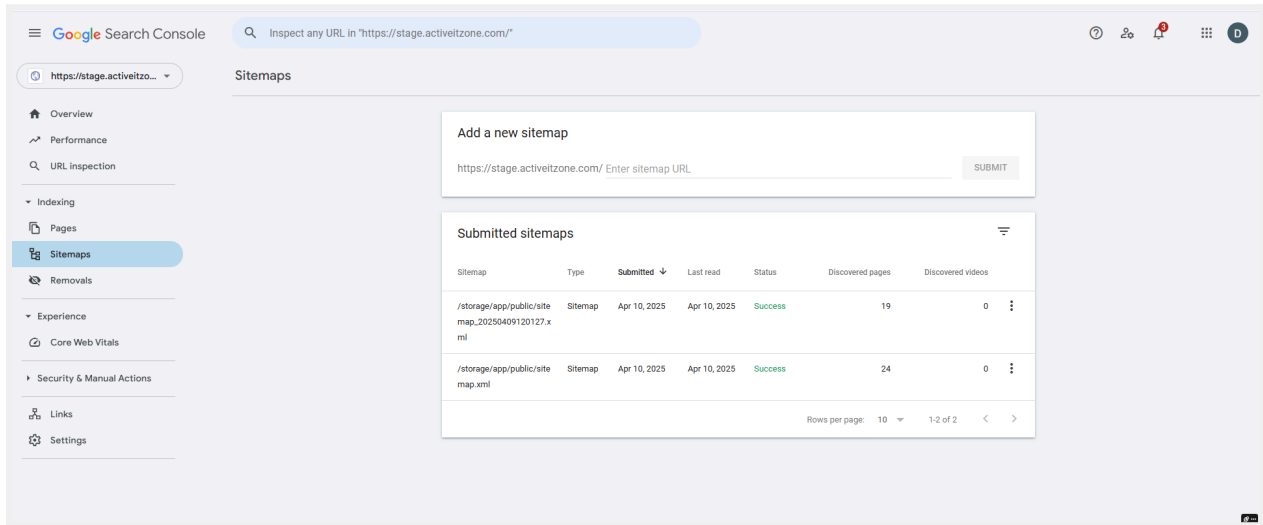 Google Search Console
Inspect any URL in "https://stage.activeitzone.com/"
3
D
https://stage.activeitzo...
Sitemaps
Overview
Performance
URL inspection
Indexing
Pages
Sitemaps
Removals
Experience
Core Web Vitals
Security & Manual Actions
Links
Settings
Add a new sitemap
https://stage.activeitzone.com/ Enter sitemap URL
SUBMIT
Submitted sitemaps
Sitemap Type Submitted Last read Status Discovered pages Discovered videos
/storage/app/public/site Sitemap Apr 10, 2025 Apr 10, 2025 Success 19 0
map_20250409120127.x
ml
/storage/app/public/site Sitemap Apr 10, 2025 Apr 10, 2025 Success 24 0
map.xml
Rows per page: 10 1-2 of 2